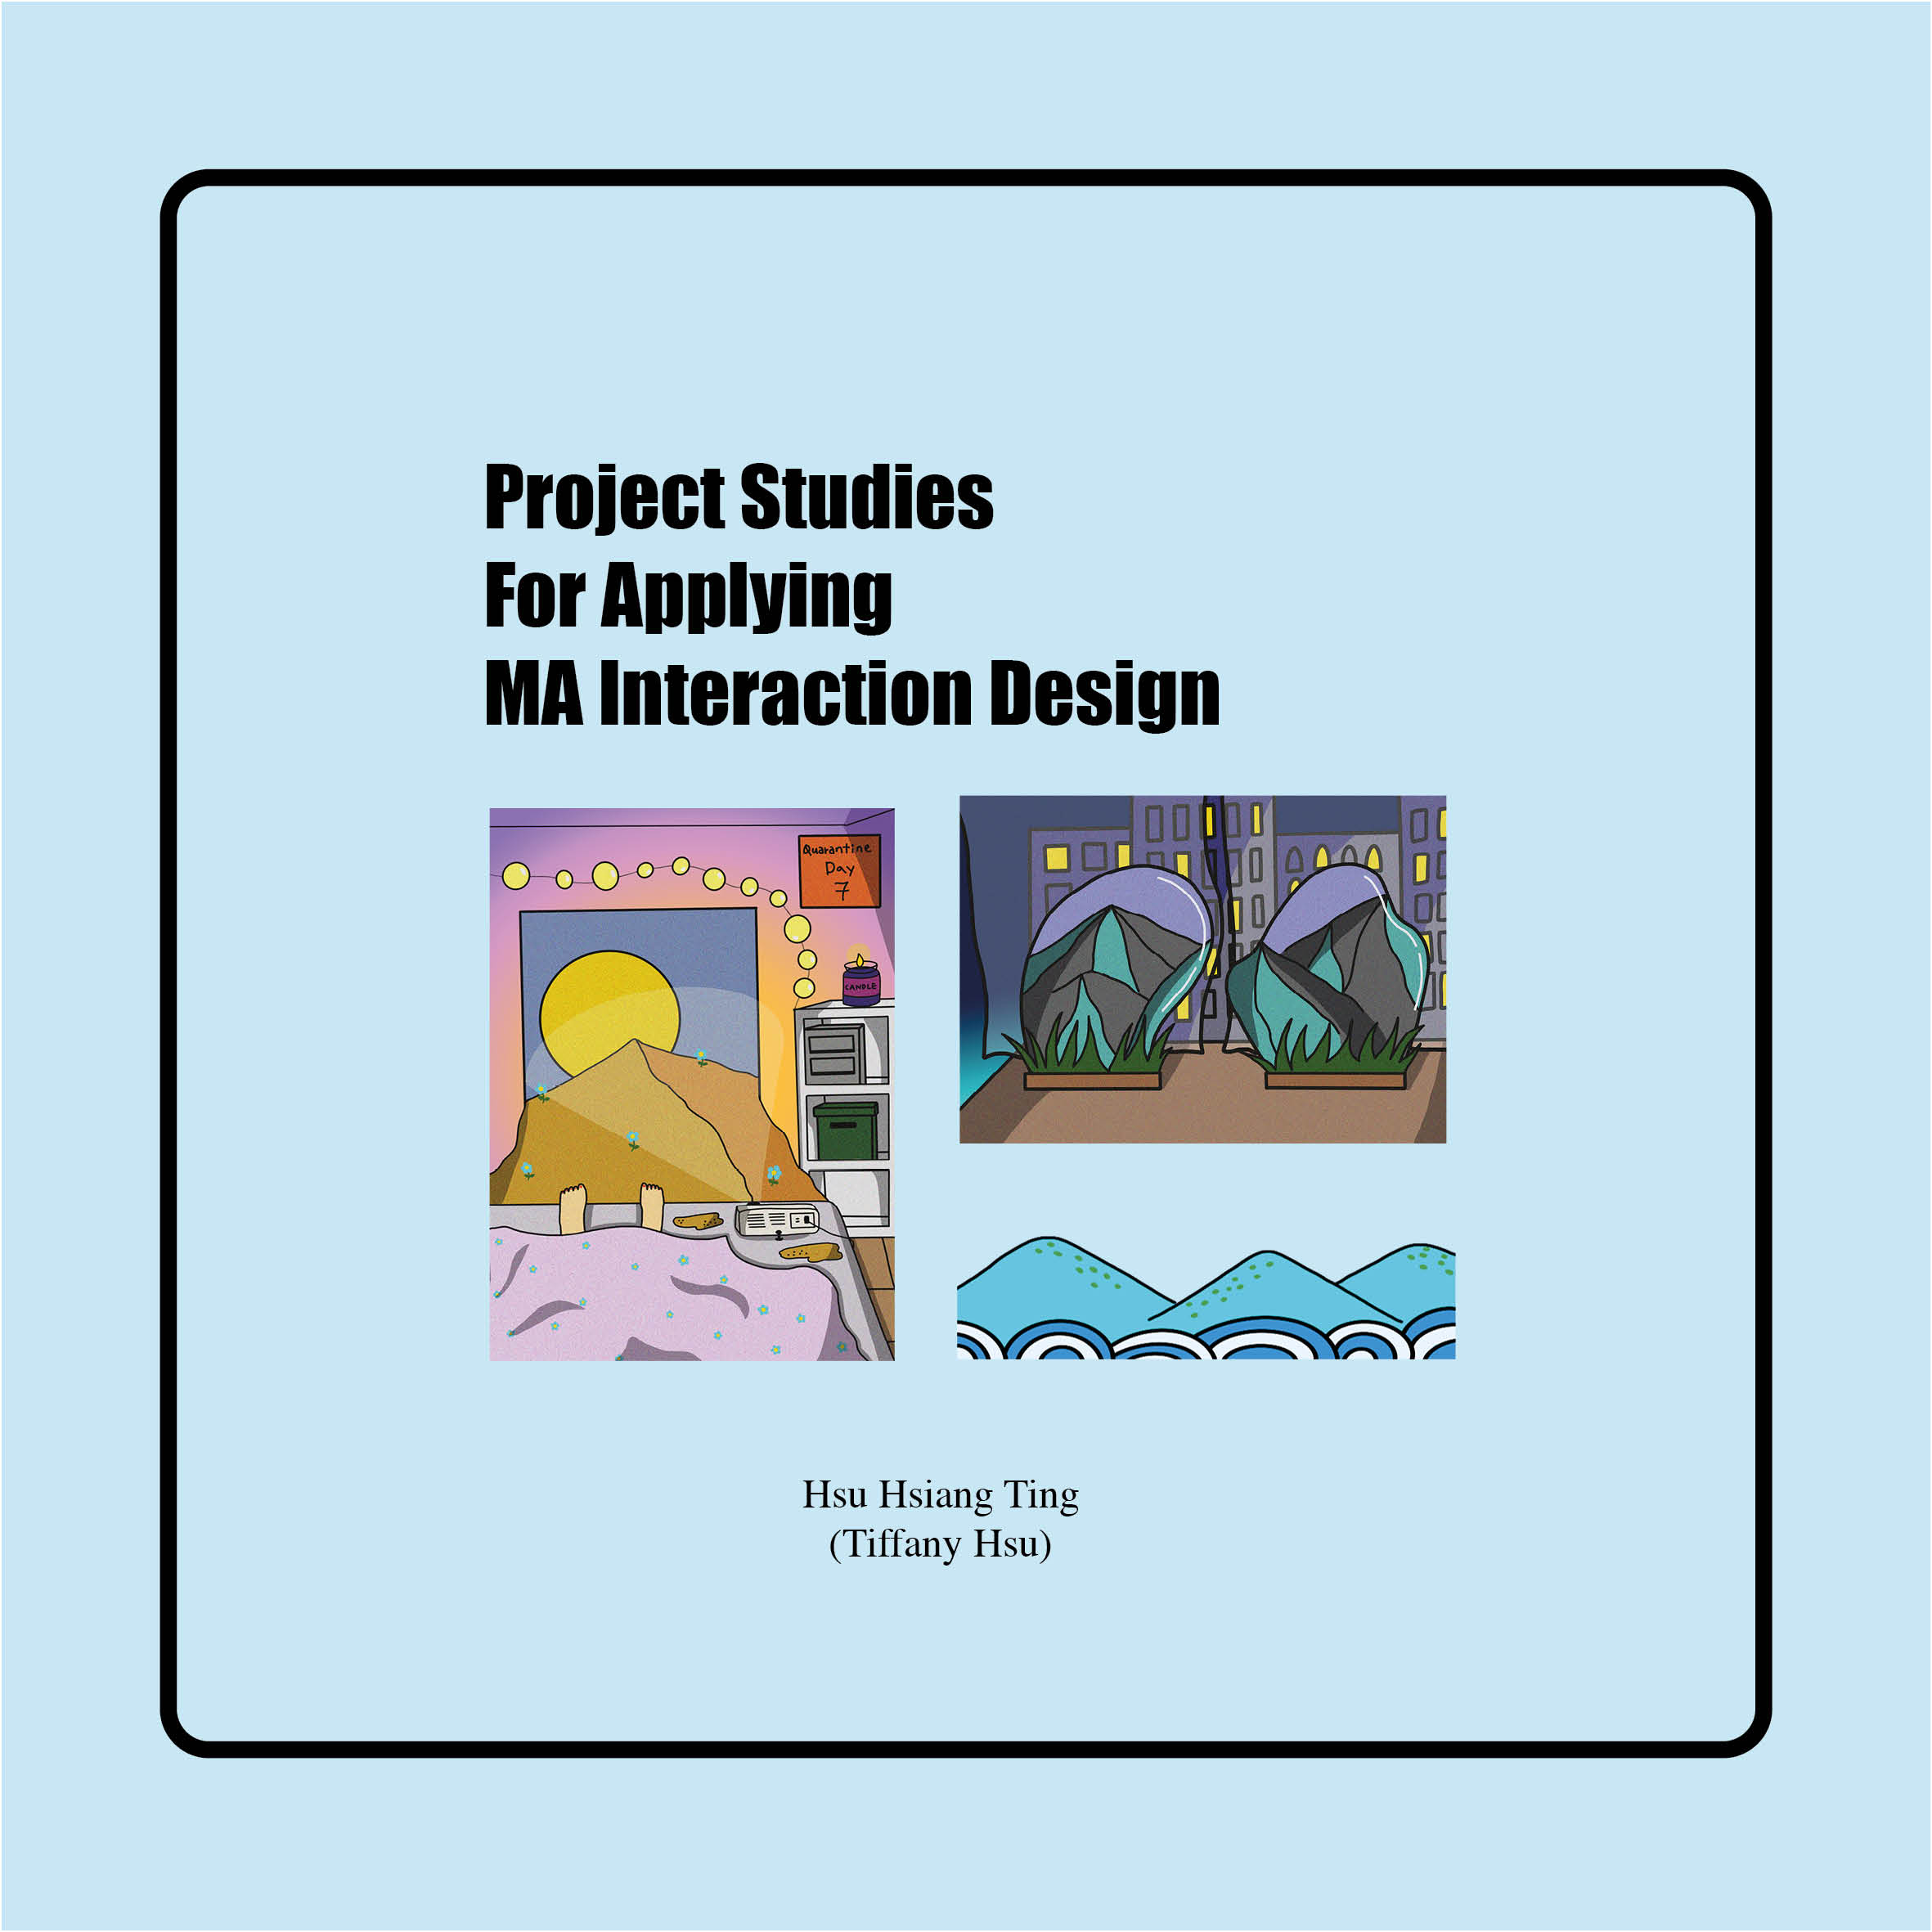 Project Studies
For Applying
MA Interaction Design
Quarantine
Day
7
CANDLE
Hsu Hsiang Ting
(Tiffany Hsu)